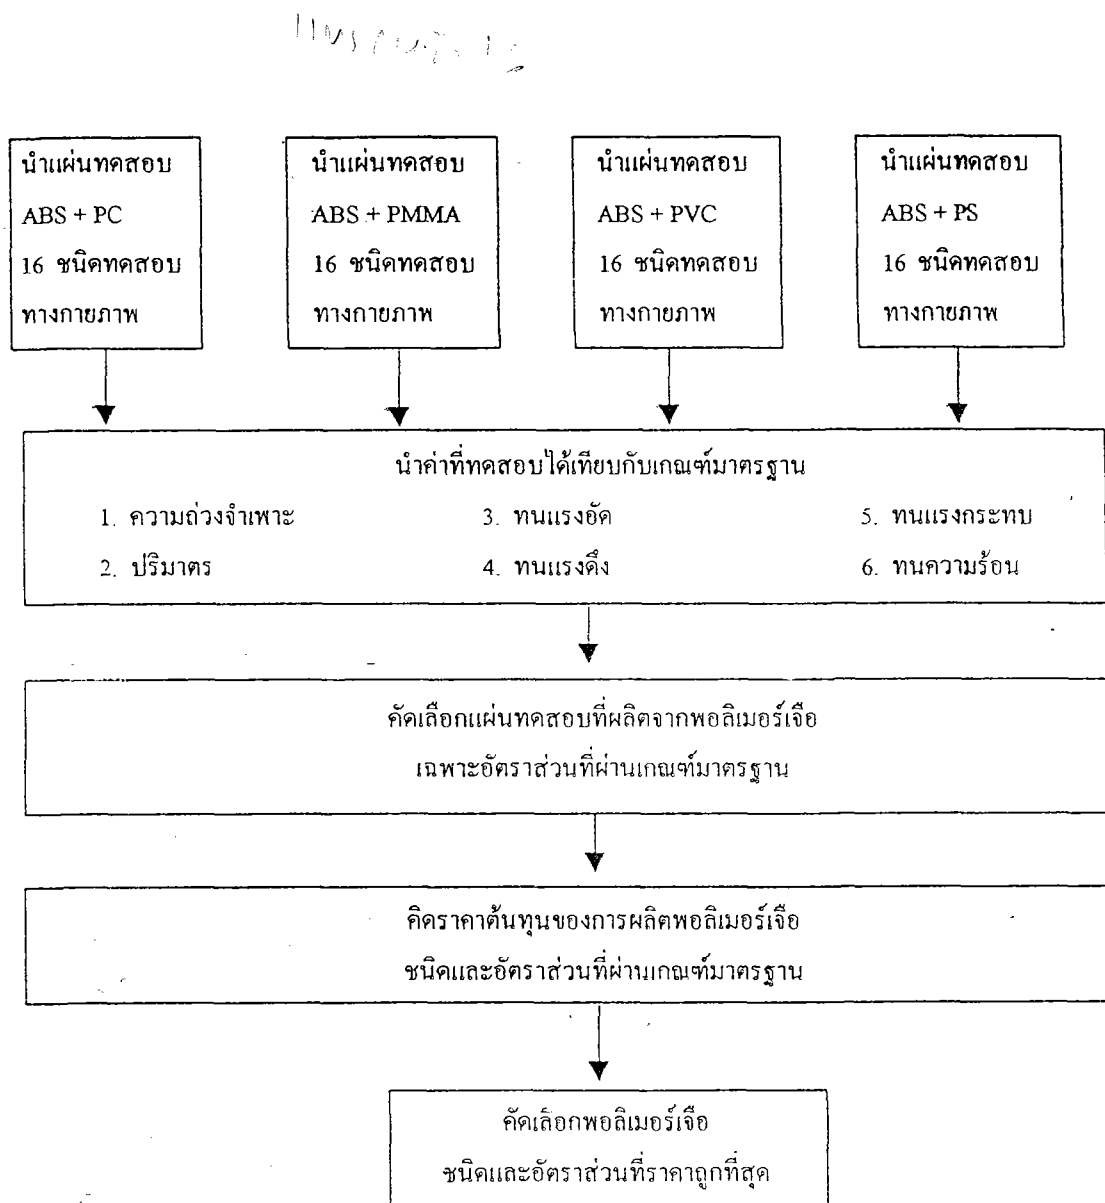 นำแผ่นทดสอบ
ABS + PC
16 ชนิดทดสอบ
ทางกายภาพ
นำแผ่นทดสอบ
ABS + PMMA
16 ชนิดทดสอบ
ทางกายภาพ
นำแผ่นทดสอบ
ABS + PVC
16 ชนิดทดสอบ
ทางกายภาพ
นำแผ่นทดสอบ
ABS + PS
16 ชนิดทดสอบ
ทางกายภาพ
นำค่าที่ทดสอบได้เทียบกับเกณฑ์มาตรฐาน
1. ความถ่วงจำเพาะ
2. ปริมาตร
3. ทนแรงอัด
4. ทนแรงดึง
5. ทนแรงกระทบ
6. ทนความร้อน
คัดเลือกแผ่นทดสอบที่ผลิตจากพอลิเมอร์เจือ
เฉพาะอัตราส่วนที่ผ่านเกณฑ์มาตรฐาน
คิดราคาต้นทุนของการผลิตพอลิเมอร์เจือ
ชนิดและอัตราส่วนที่ผ่านเกณฑ์มาตรฐาน
คัดเลือกพอลิเมอร์เจือ
ชนิดและอัตราส่วนที่ราคาถูกที่สุด